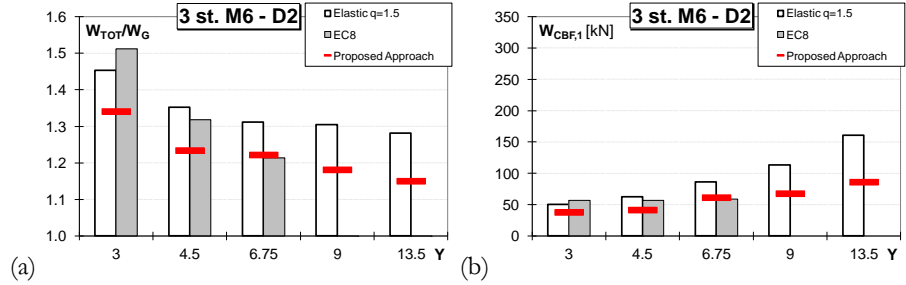 3 st. M6 - D2
W_TOT/W_G
Elastic q=1.5
EC8
Proposed Approach
1.6
1.5
1.4
1.3
1.2
1.1
1.0
3 4.5 6.75 9 13.5 Y
(a)
3 st. M6 - D2
W_CBF,1 [kN]
Elastic q=1.5
EC8
Proposed Approach
350
300
250
200
150
100
50
0
3 4.5 6.75 9 13.5 Y
(b)